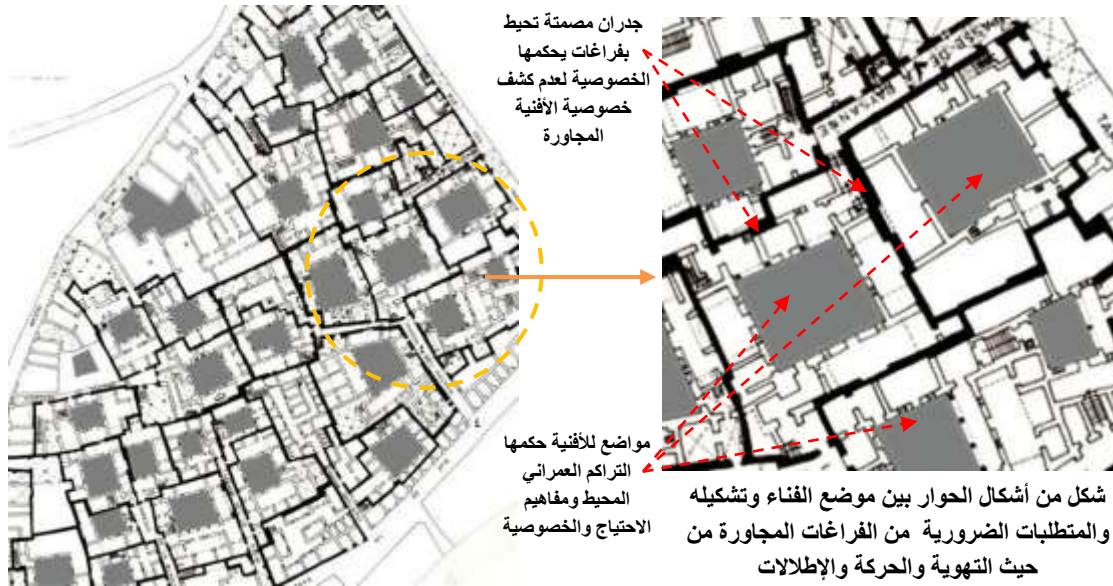 جدران مصمتة تحيط
بفراغات يحكمها
الخصوصية لعدم كشف
خصوصية الأفنية
المجاورة
مواضع للأفنية حكمها
التراكم العمراني
المحيط ومفاهيم
الاحتياج والخصوصية
شكل من أشكال الحوار بين موضع الفناء وتشكيله
والمتطلبات الضرورية من الفراغات المجاورة من
حيث التهوية والحركة والإطلالات